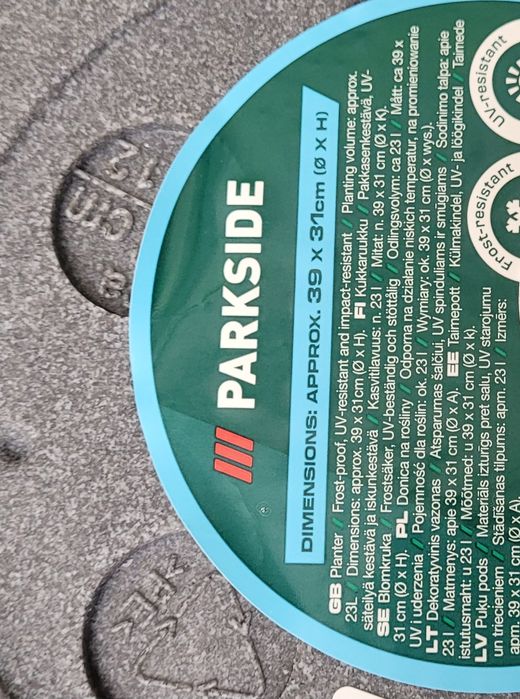 PARKSIDE
®
DIMENSIONS: APPROX. 39 X 31cm (Ø X H)
GB Planter / Frost-proof, UV-resistant and impact-resistant / Planting volume: approx.
23L / Dimensions: approx. 39 x 31cm (Ø x H). FI Kukkaruukku / Pakkasenkestävä, UV-
säteilyä kestävä ja iskunkestävä / Kasvitilavuus: n. 23 l / Mitat: n. 39 x 31 cm (Ø x K).
SE Blomkruka / Frostsäker, UV-beständig och stöttålig / Odlingsvolym: ca 23 l / Mått: ca 39 x
31 cm (Ø x H). PL Donica na rośliny / Odporna na działanie niskich temperatur, na promieniowanie
UV i uderzenia / Pojemność dla roślin: ok. 23 l / Wymiary: ok. 39 x 31 cm (Ø x wys.).
LT Dekoratyvinis vazonas / Atsparumas šalčiui, UV spinduliams ir smūgiams / Sodinimo talpa: apie
23 l / Matmenys: apie 39 x 31 cm (Ø x A). EE Taimepott / Külmakindel, UV- ja löögikindel / Taimede
istutusmaht: u 23 l / Mõõtmed: u 39 x 31 cm (Ø x k).
LV Puķu pods / Materiāls izturīgs pret salu, UV starojumu
un triecieniem / Stādīšanas tilpums: apm. 23 l / Izmērs:
apm. 39 x 31 cm (Ø x A).
Frost-resistant
UV-resistant